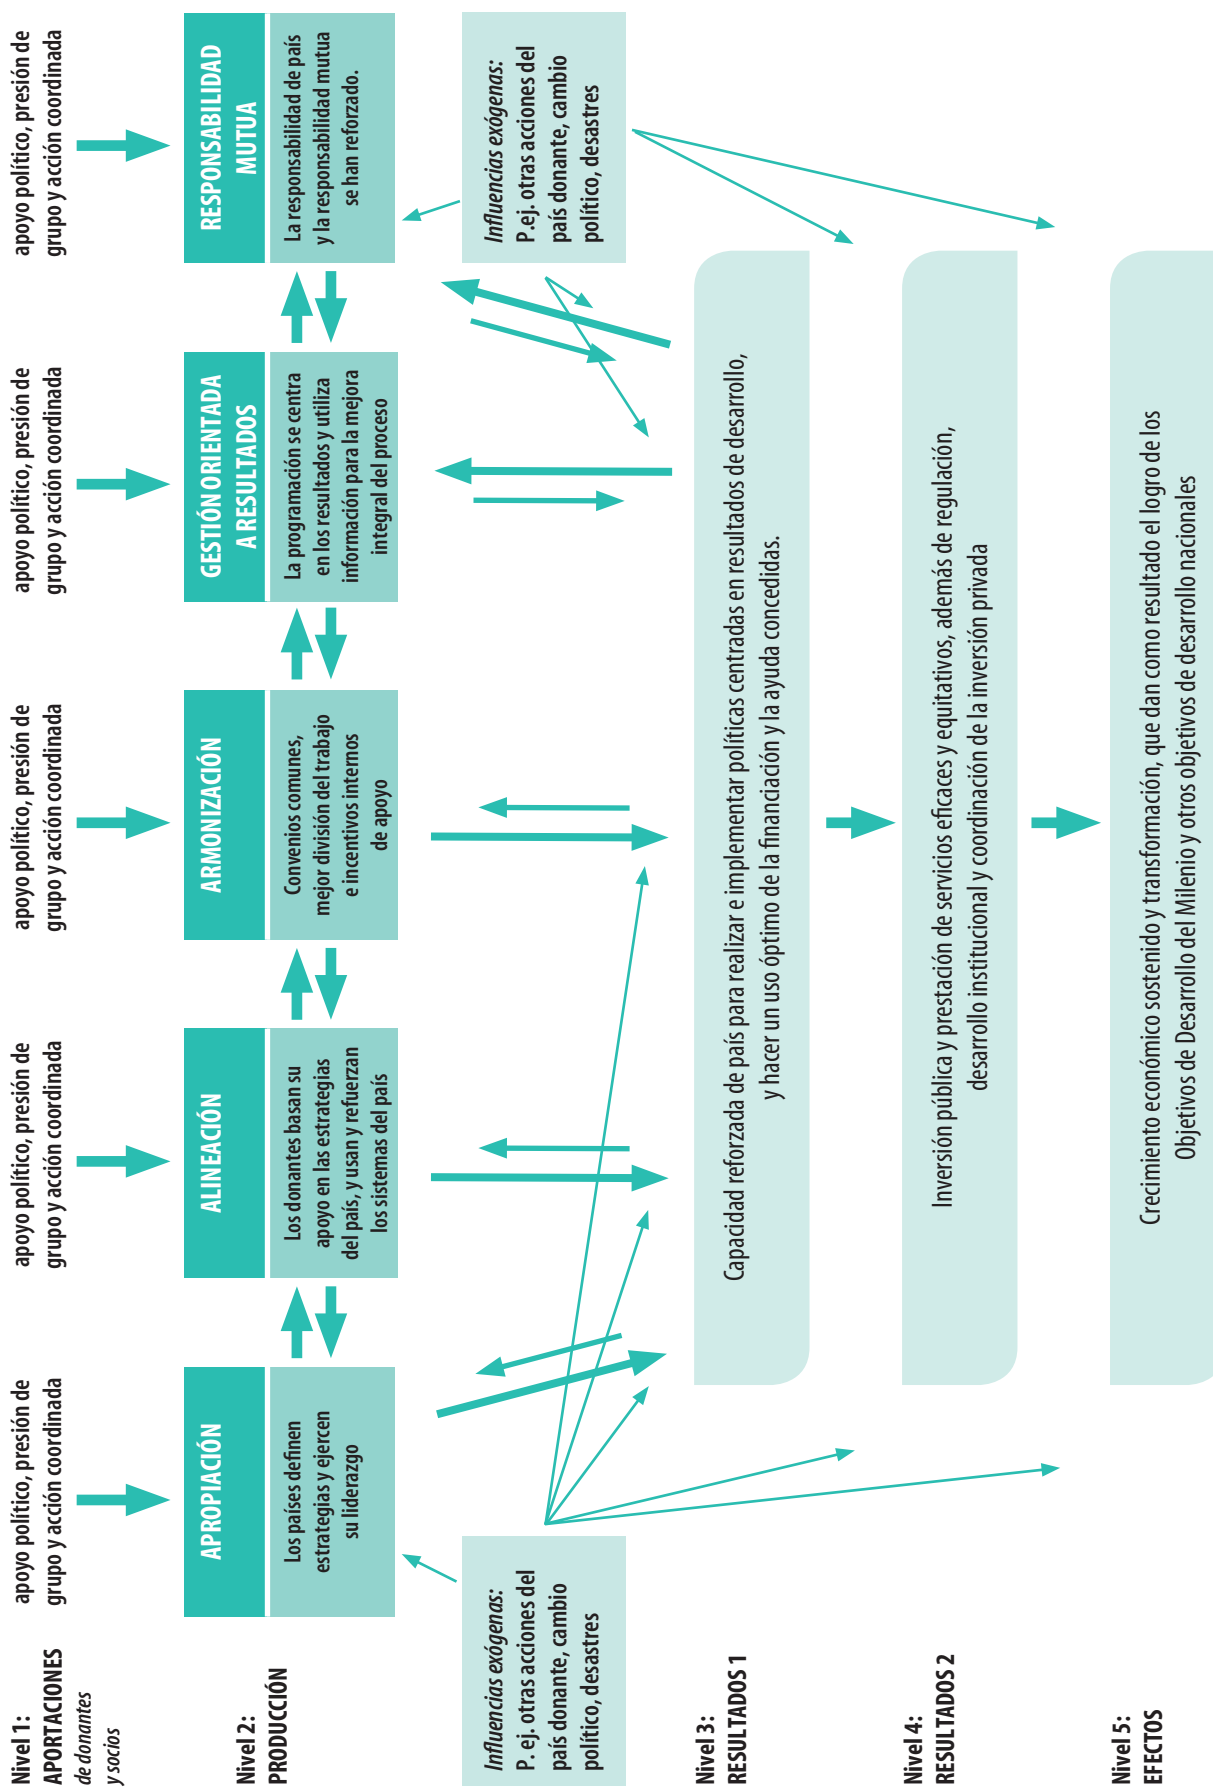 Nivel 1:
APORTACIONES
de donantes
y socios
apoyo político, presión de
grupo y acción coordinada
apoyo político, presión de
grupo y acción coordinada
apoyo político, presión de
grupo y acción coordinada
apoyo político, presión de
grupo y acción coordinada
apoyo político, presión de
grupo y acción coordinada
Nivel 2:
PRODUCCIÓN
APROPIACIÓN
Los países definen
estrategias y ejercen
su liderazgo
ALINEACIÓN
Los donantes basan su
apoyo en las estrategias
del país, y usan y refuerzan
los sistemas del país
ARMONIZACIÓN
Convenios comunes,
mejor división del trabajo
e incentivos internos
de apoyo
GESTIÓN ORIENTADA
A RESULTADOS
La programación se centra
en los resultados y utiliza
información para la mejora
integral del proceso
RESPONSABILIDAD
MUTUA
La responsabilidad de país
y la responsabilidad mutua
se han reforzado.
Influencias exógenas:
P. ej. otras acciones del
país donante, cambio
político, desastres
Influencias exógenas:
P.ej. otras acciones del
país donante, cambio
político, desastres
Nivel 3:
RESULTADOS 1
Capacidad reforzada de país para realizar e implementar políticas centradas en resultados de desarrollo,
y hacer un uso óptimo de la financiación y la ayuda concedidas.
Nivel 4:
RESULTADOS 2
Inversión pública y prestación de servicios eficaces y equitativos, además de regulación,
desarrollo institucional y coordinación de la inversión privada
Nivel 5:
EFECTOS
Crecimiento económico sostenido y transformación, que dan como resultado el logro de los
Objetivos de Desarrollo del Milenio y otros objetivos de desarrollo nacionales